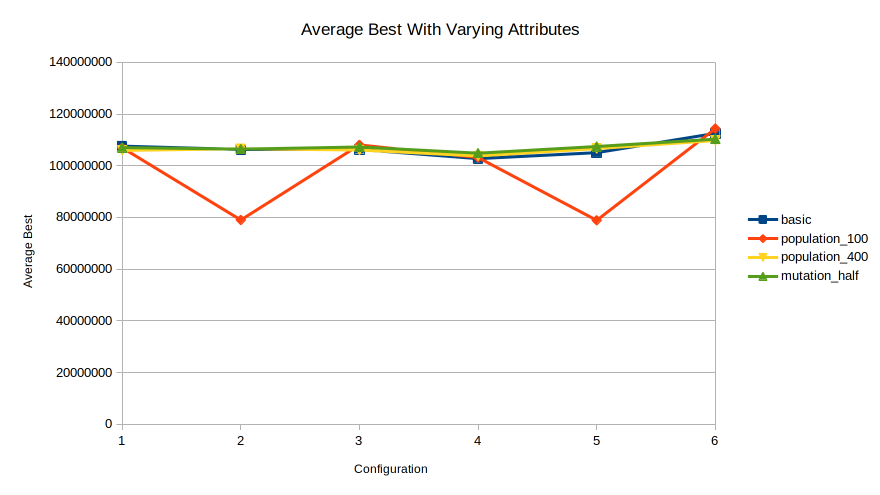 Average Best With Varying Attributes
140000000
120000000
100000000
80000000
60000000
40000000
20000000
0
1 2 3 4 5 6
Average Best
Configuration
basic
population_100
population_400
mutation_half